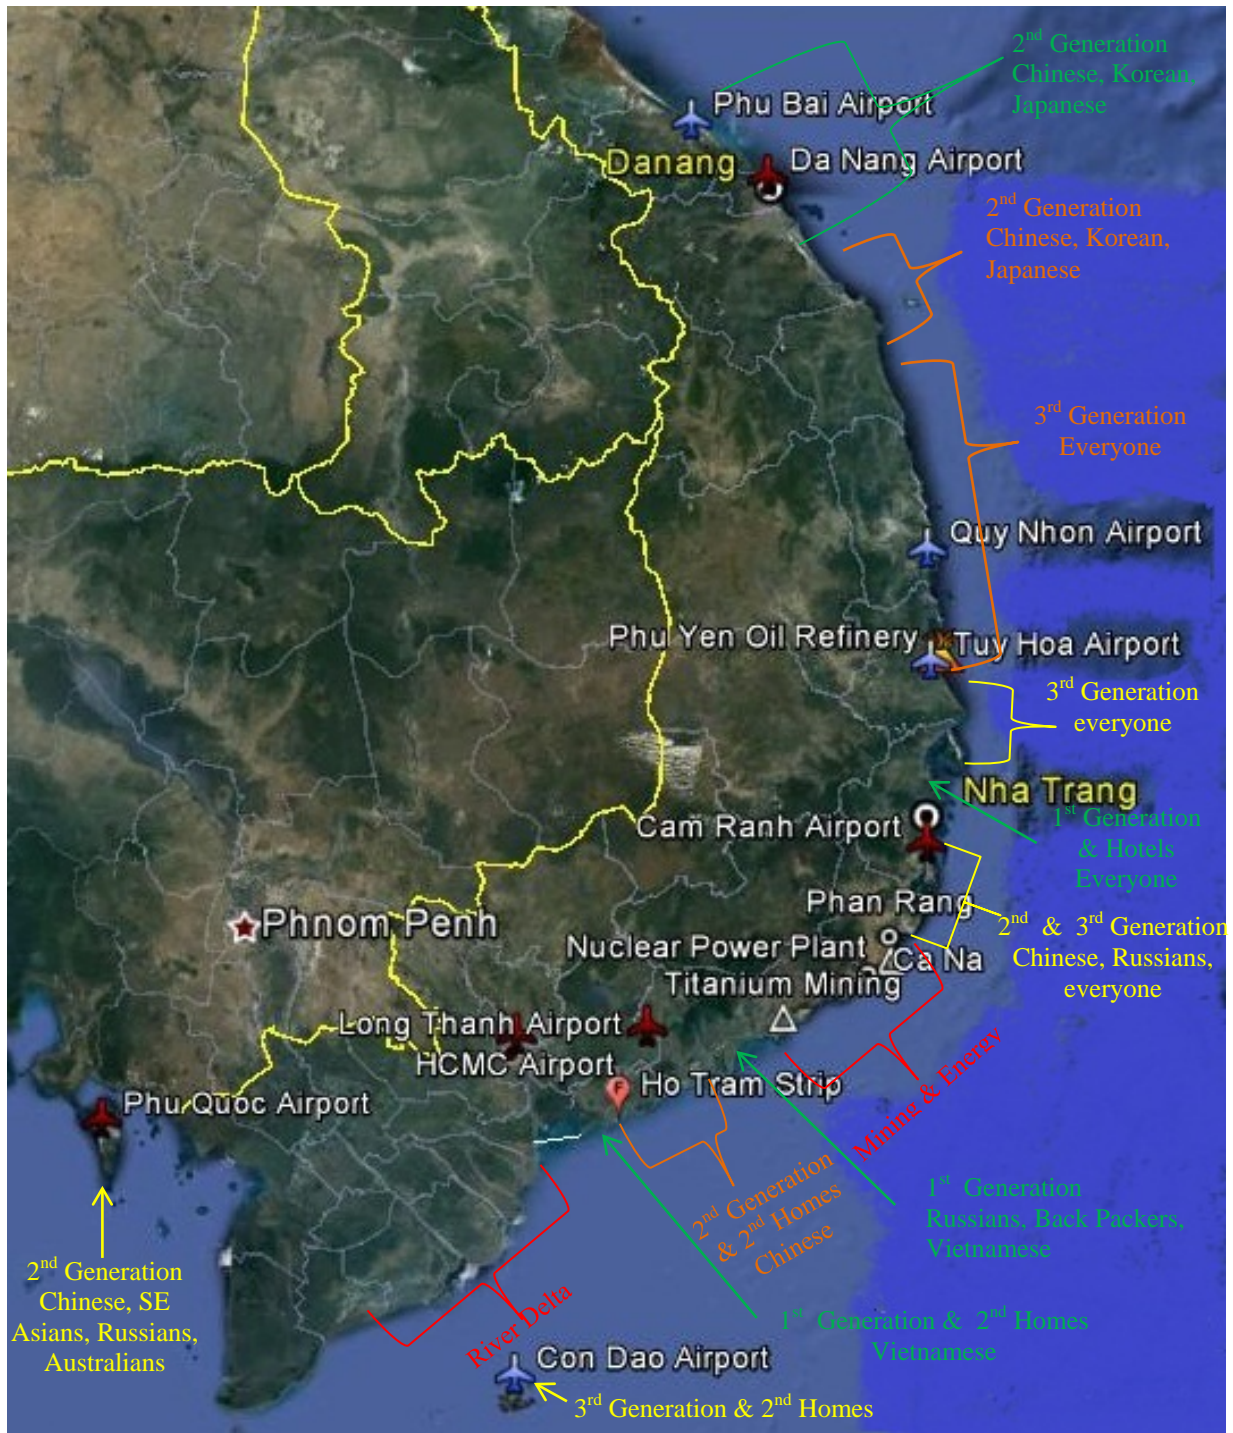 2nd Generation
Chinese, Korean,
Japanese
Phu Bai Airport
Danang
Da Nang Airport
2nd Generation
Chinese, Korean,
Japanese
3rd Generation
Everyone
Quy Nhon Airport
Phu Yen Oil Refinery
Tuy Hoa Airport
3rd Generation
everyone
Nha Trang
1st Generation
& Hotels
Everyone
Cam Ranh Airport
Phan Rang
Phnom Penh
2nd & 3rd Generation
Chinese, Russians,
everyone
Nuclear Power Plant
Ca Na
Titanium Mining
Long Thanh Airport
HCMC Airport
Ho Tram Strip
F
Mining & Energy
Phu Quoc Airport
2nd Generation
& 2nd Homes
Chinese
1st Generation
Russians, Back Packers,
Vietnamese
2nd Generation
Chinese, SE
Asians, Russians,
Australians
River Delta
1st Generation & 2nd Homes
Vietnamese
Con Dao Airport
3rd Generation & 2nd Homes